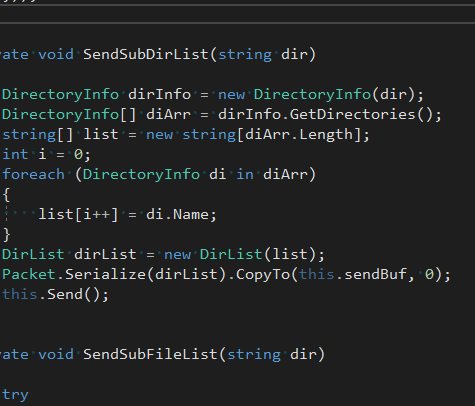 ate void SendSubDirList(string dir)
DirectoryInfo dirInfo = new DirectoryInfo(dir);
DirectoryInfo[] diArr = dirInfo.GetDirectories();
string[] list = new string[diArr.Length];
int i = 0;
foreach (DirectoryInfo di in diArr)
{
list[i++] = di.Name;
}
DirList dirList = new DirList(list);
Packet.Serialize(dirList).CopyTo(this.sendBuf, 0);
this.Send();
ate void SendSubFileList(string dir)
try